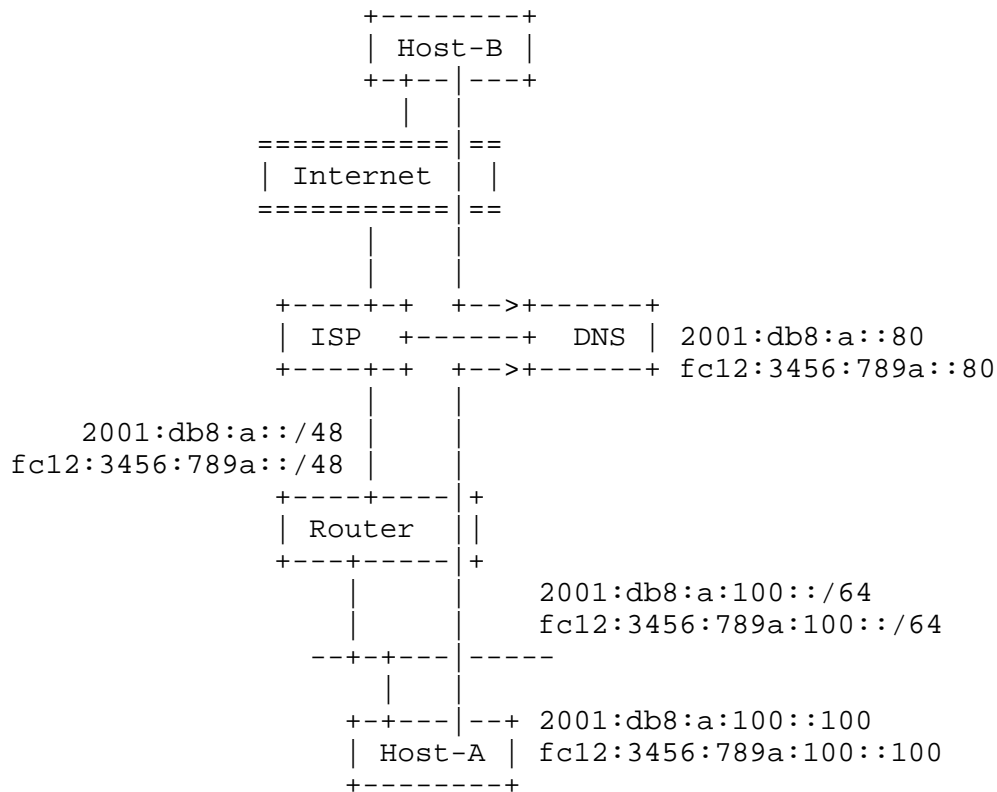 Host-B
Internet
ISP
DNS
2001:db8:a::80
fc12:3456:789a::80
2001:db8:a::/48
fc12:3456:789a::/48
Router
2001:db8:a:100::/64
fc12:3456:789a:100::/64
2001:db8:a:100::100
Host-A
fc12:3456:789a:100::100